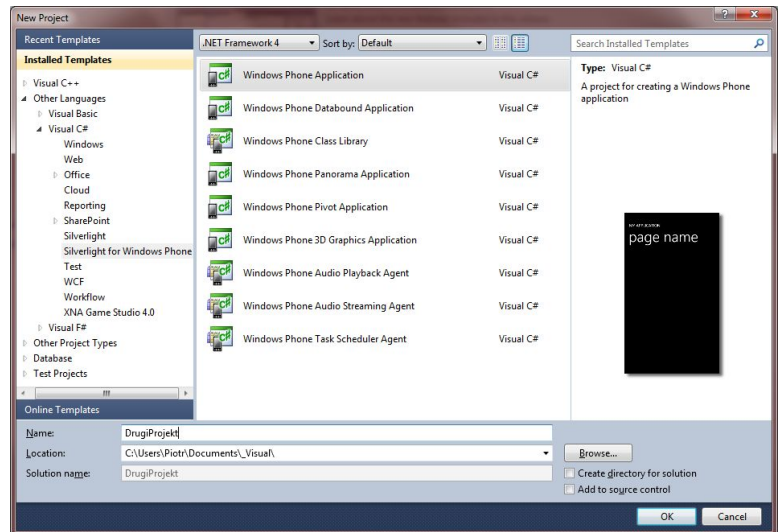 New Project
Recent Templates
.NET Framework 4
Sort by: Default
Search Installed Templates
Installed Templates
Visual C++
Other Languages
Visual Basic
Visual C#
Windows
Web
Office
Cloud
Reporting
SharePoint
Silverlight
Silverlight for Windows Phone
Test
WCF
Workflow
XNA Game Studio 4.0
Visual F#
Other Project Types
Database
Test Projects
Online Templates
Windows Phone Application Visual C#
Windows Phone Databound Application Visual C#
Windows Phone Class Library Visual C#
Windows Phone Panorama Application Visual C#
Windows Phone Pivot Application Visual C#
Windows Phone 3D Graphics Application Visual C#
Windows Phone Audio Playback Agent Visual C#
Windows Phone Audio Streaming Agent Visual C#
Windows Phone Task Scheduler Agent Visual C#
Type: Visual C#
A project for creating a Windows Phone
application
MY APPLICATION
page name
Name: DrugiProjekt
Location: C:\Users\Piotr\Documents\_Visual\
Browse...
Solution name: DrugiProjekt
Create directory for solution
Add to source control
OK Cancel